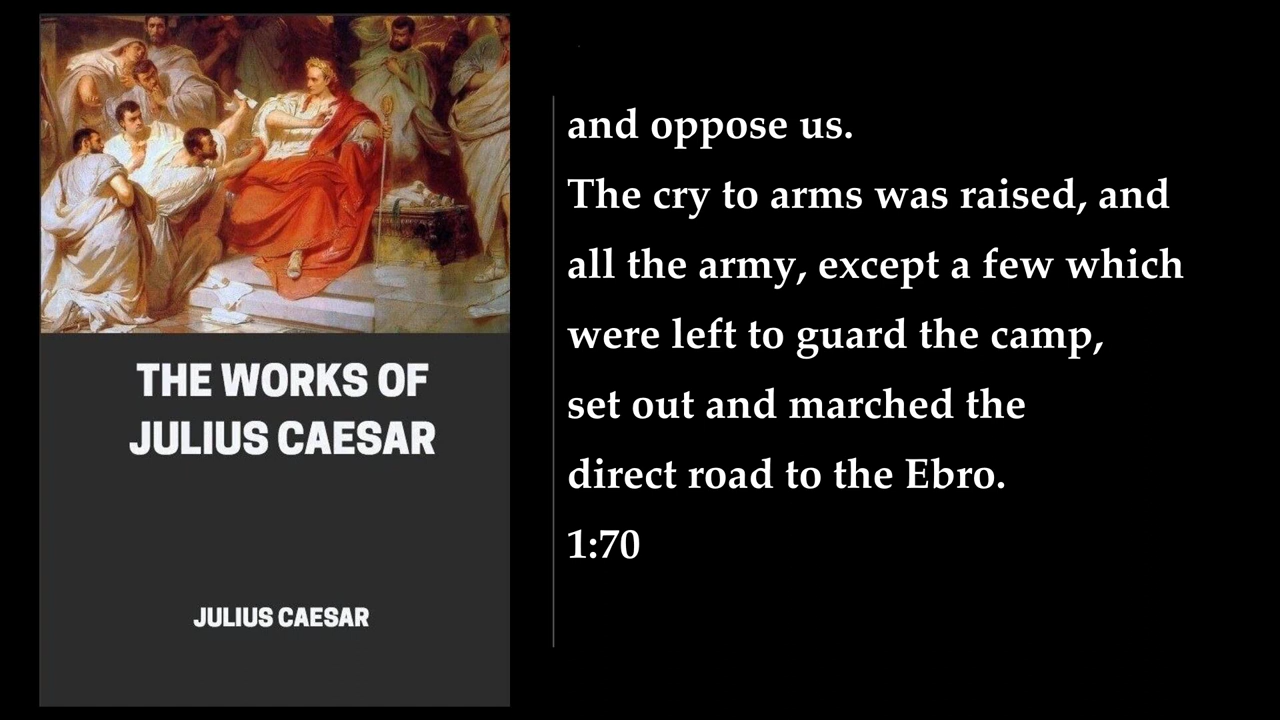 THE WORKS OF
JULIUS CAESAR
JULIUS CAESAR
and oppose us.
The cry to arms was raised, and
all the army, except a few which
were left to guard the camp,
set out and marched the
direct road to the Ebro.
1:70